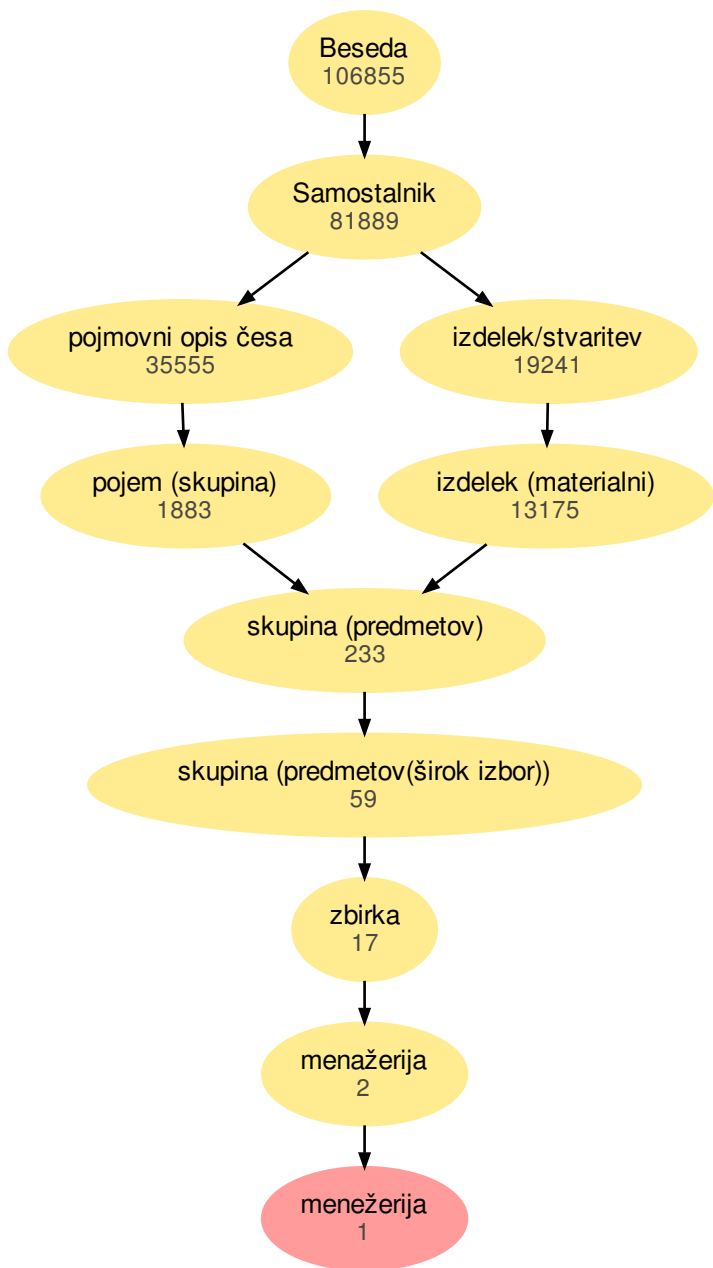 Beseda
106855
Samostalnik
81889
pojmovni opis česa
35555
izdelek/stvaritev
19241
pojem (skupina)
1883
izdelek (materialni)
13175
skupina (predmetov)
233
skupina (predmetov(širok izbor))
59
zbirka
17
menažerija
2
menežerija
1